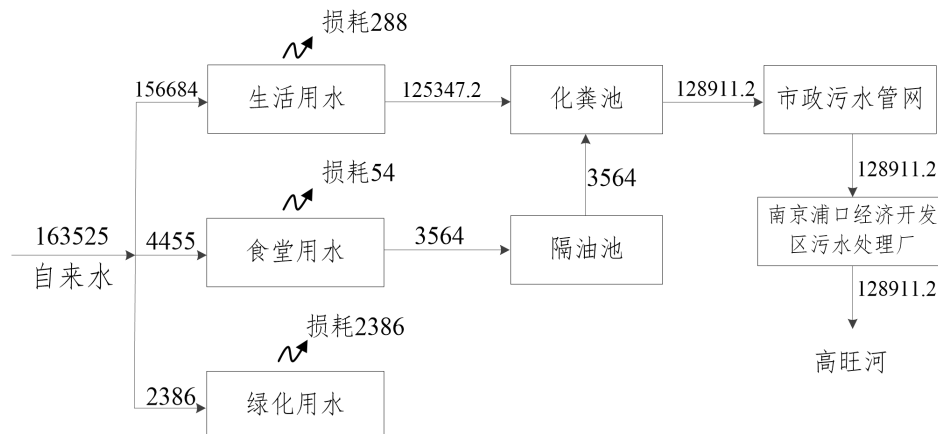 损耗288
156684
生活用水
125347.2
化粪池
128911.2
市政污水管网
128911.2
损耗54
3564
163525
自来水
4455
食堂用水
3564
隔油池
南京浦口经济开发
区污水处理厂
128911.2
损耗2386
2386
绿化用水
高旺河